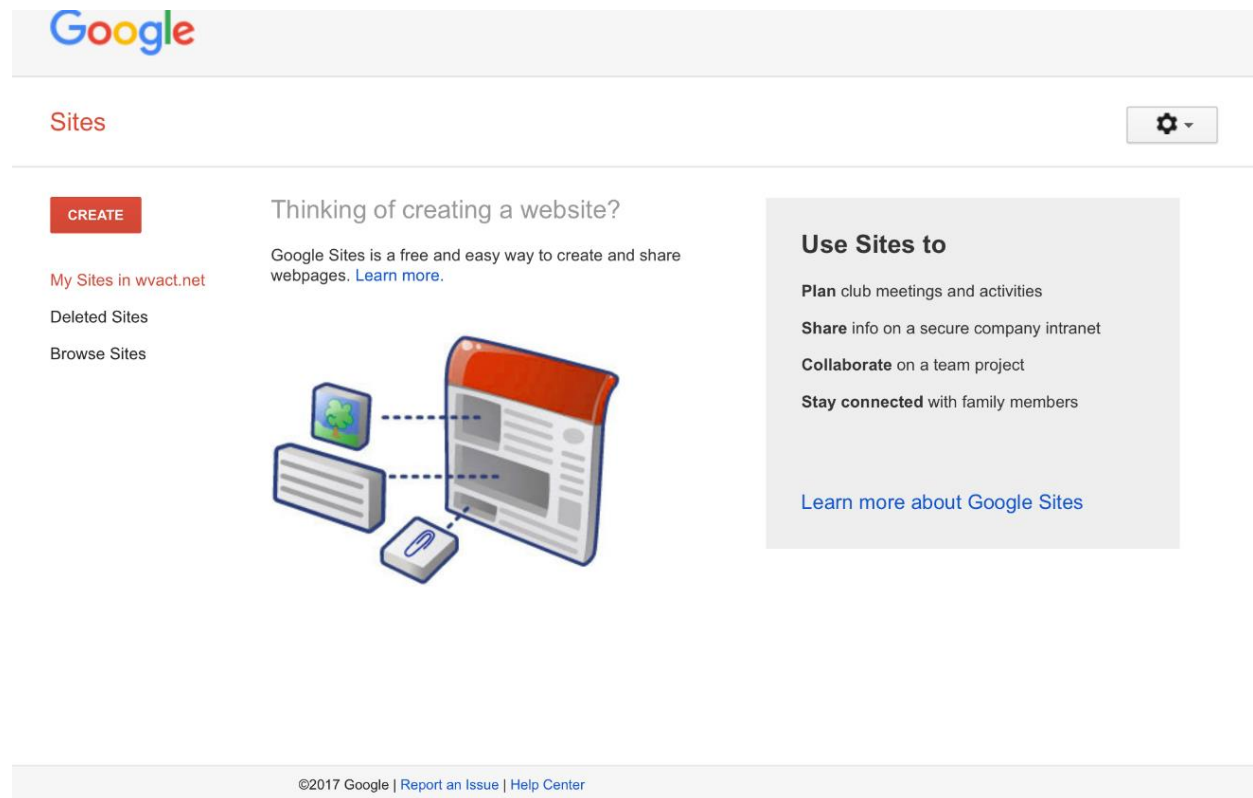 Google
Sites
CREATE
My Sites in wvact.net
Deleted Sites
Browse Sites
Thinking of creating a website?
Google Sites is a free and easy way to create and share
webpages. Learn more.
Use Sites to
Plan club meetings and activities
Share info on a secure company intranet
Collaborate on a team project
Stay connected with family members
Learn more about Google Sites
©2017 Google | Report an Issue | Help Center